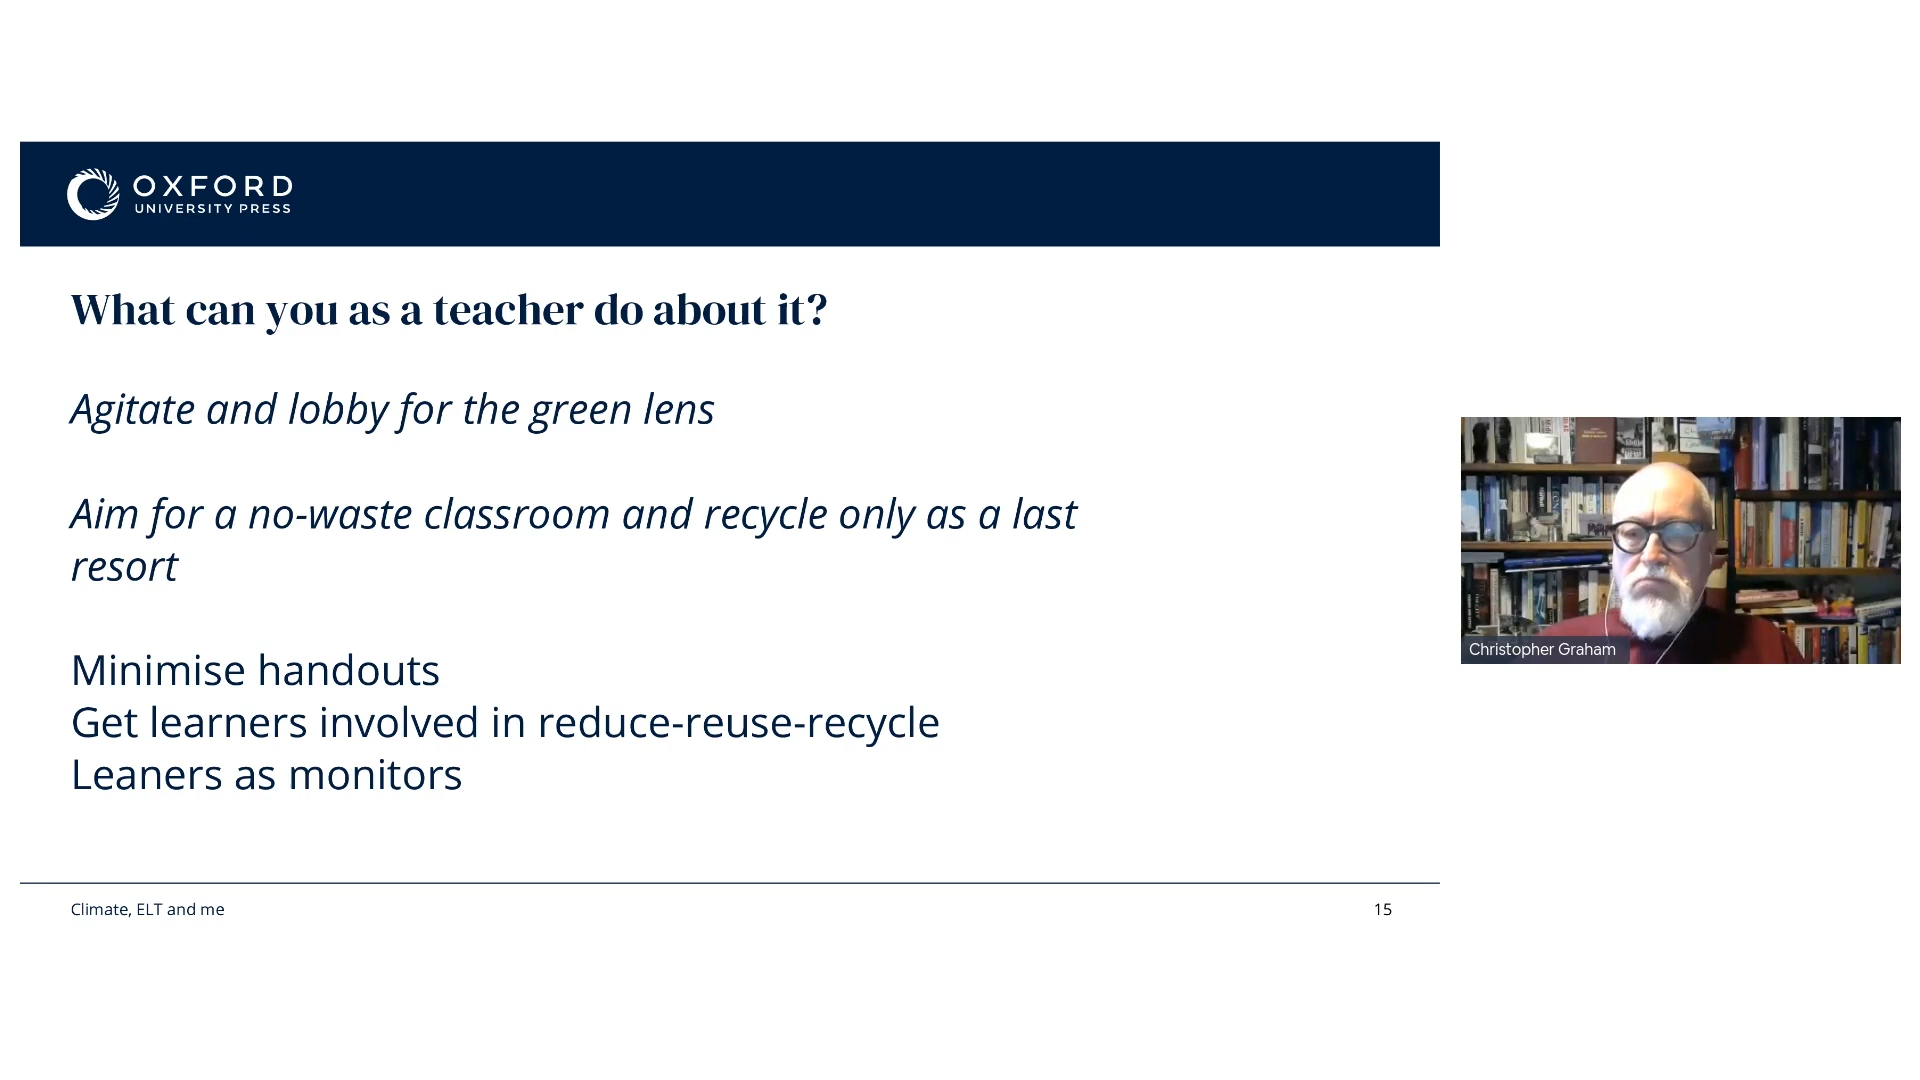 OXFORD
UNIVERSITY PRESS
What can you as a teacher do about it?
Agitate and lobby for the green lens
Aim for a no-waste classroom and recycle only as a last
resort
Minimise handouts
Get learners involved in reduce-reuse-recycle
Leaners as monitors
Climate, ELT and me
15
Christopher Graham